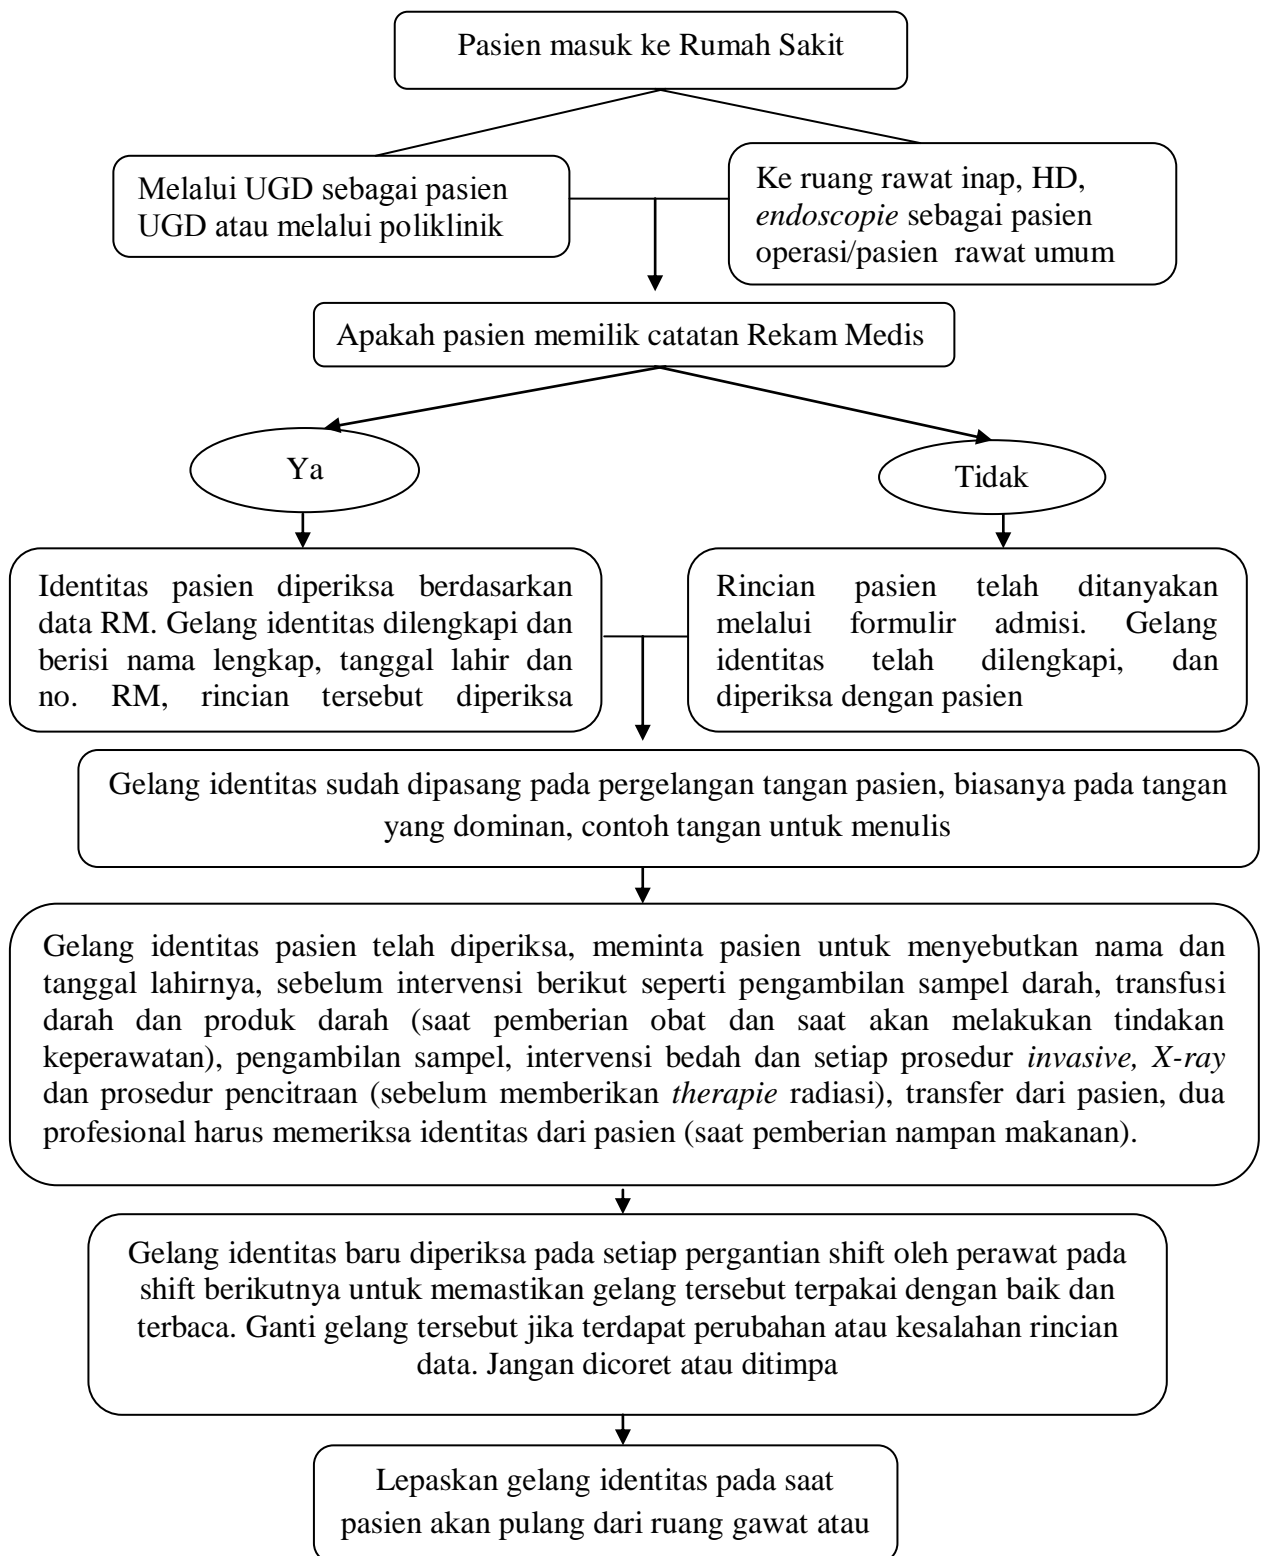 Pasien masuk ke Rumah Sakit
Melalui UGD sebagai pasien
UGD atau melalui poliklinik
Ke ruang rawat inap, HD,
endoscopie sebagai pasien
operasi/pasien rawat umum
Apakah pasien memilik catatan Rekam Medis
Ya
Tidak
Identitas pasien diperiksa berdasarkan
data RM. Gelang identitas dilengkapi dan
berisi nama lengkap, tanggal lahir dan
no. RM, rincian tersebut diperiksa
Rincian pasien telah ditanyakan
melalui formulir admisi. Gelang
identitas telah dilengkapi, dan
diperiksa dengan pasien
Gelang identitas sudah dipasang pada pergelangan tangan pasien, biasanya pada tangan
yang dominan, contoh tangan untuk menulis
Gelang identitas pasien telah diperiksa, meminta pasien untuk menyebutkan nama dan
tanggal lahirnya, sebelum intervensi berikut seperti pengambilan sampel darah, transfusi
darah dan produk darah (saat pemberian obat dan saat akan melakukan tindakan
keperawatan), pengambilan sampel, intervensi bedah dan setiap prosedur invasive, X-ray
dan prosedur pencitraan (sebelum memberikan therapie radiasi), transfer dari pasien, dua
profesional harus memeriksa identitas dari pasien (saat pemberian nampan makanan).
Gelang identitas baru diperiksa pada setiap pergantian shift oleh perawat pada
shift berikutnya untuk memastikan gelang tersebut terpakai dengan baik dan
terbaca. Ganti gelang tersebut jika terdapat perubahan atau kesalahan rincian
data. Jangan dicoret atau ditimpa
Lepaskan gelang identitas pada saat
pasien akan pulang dari ruang gawat atau